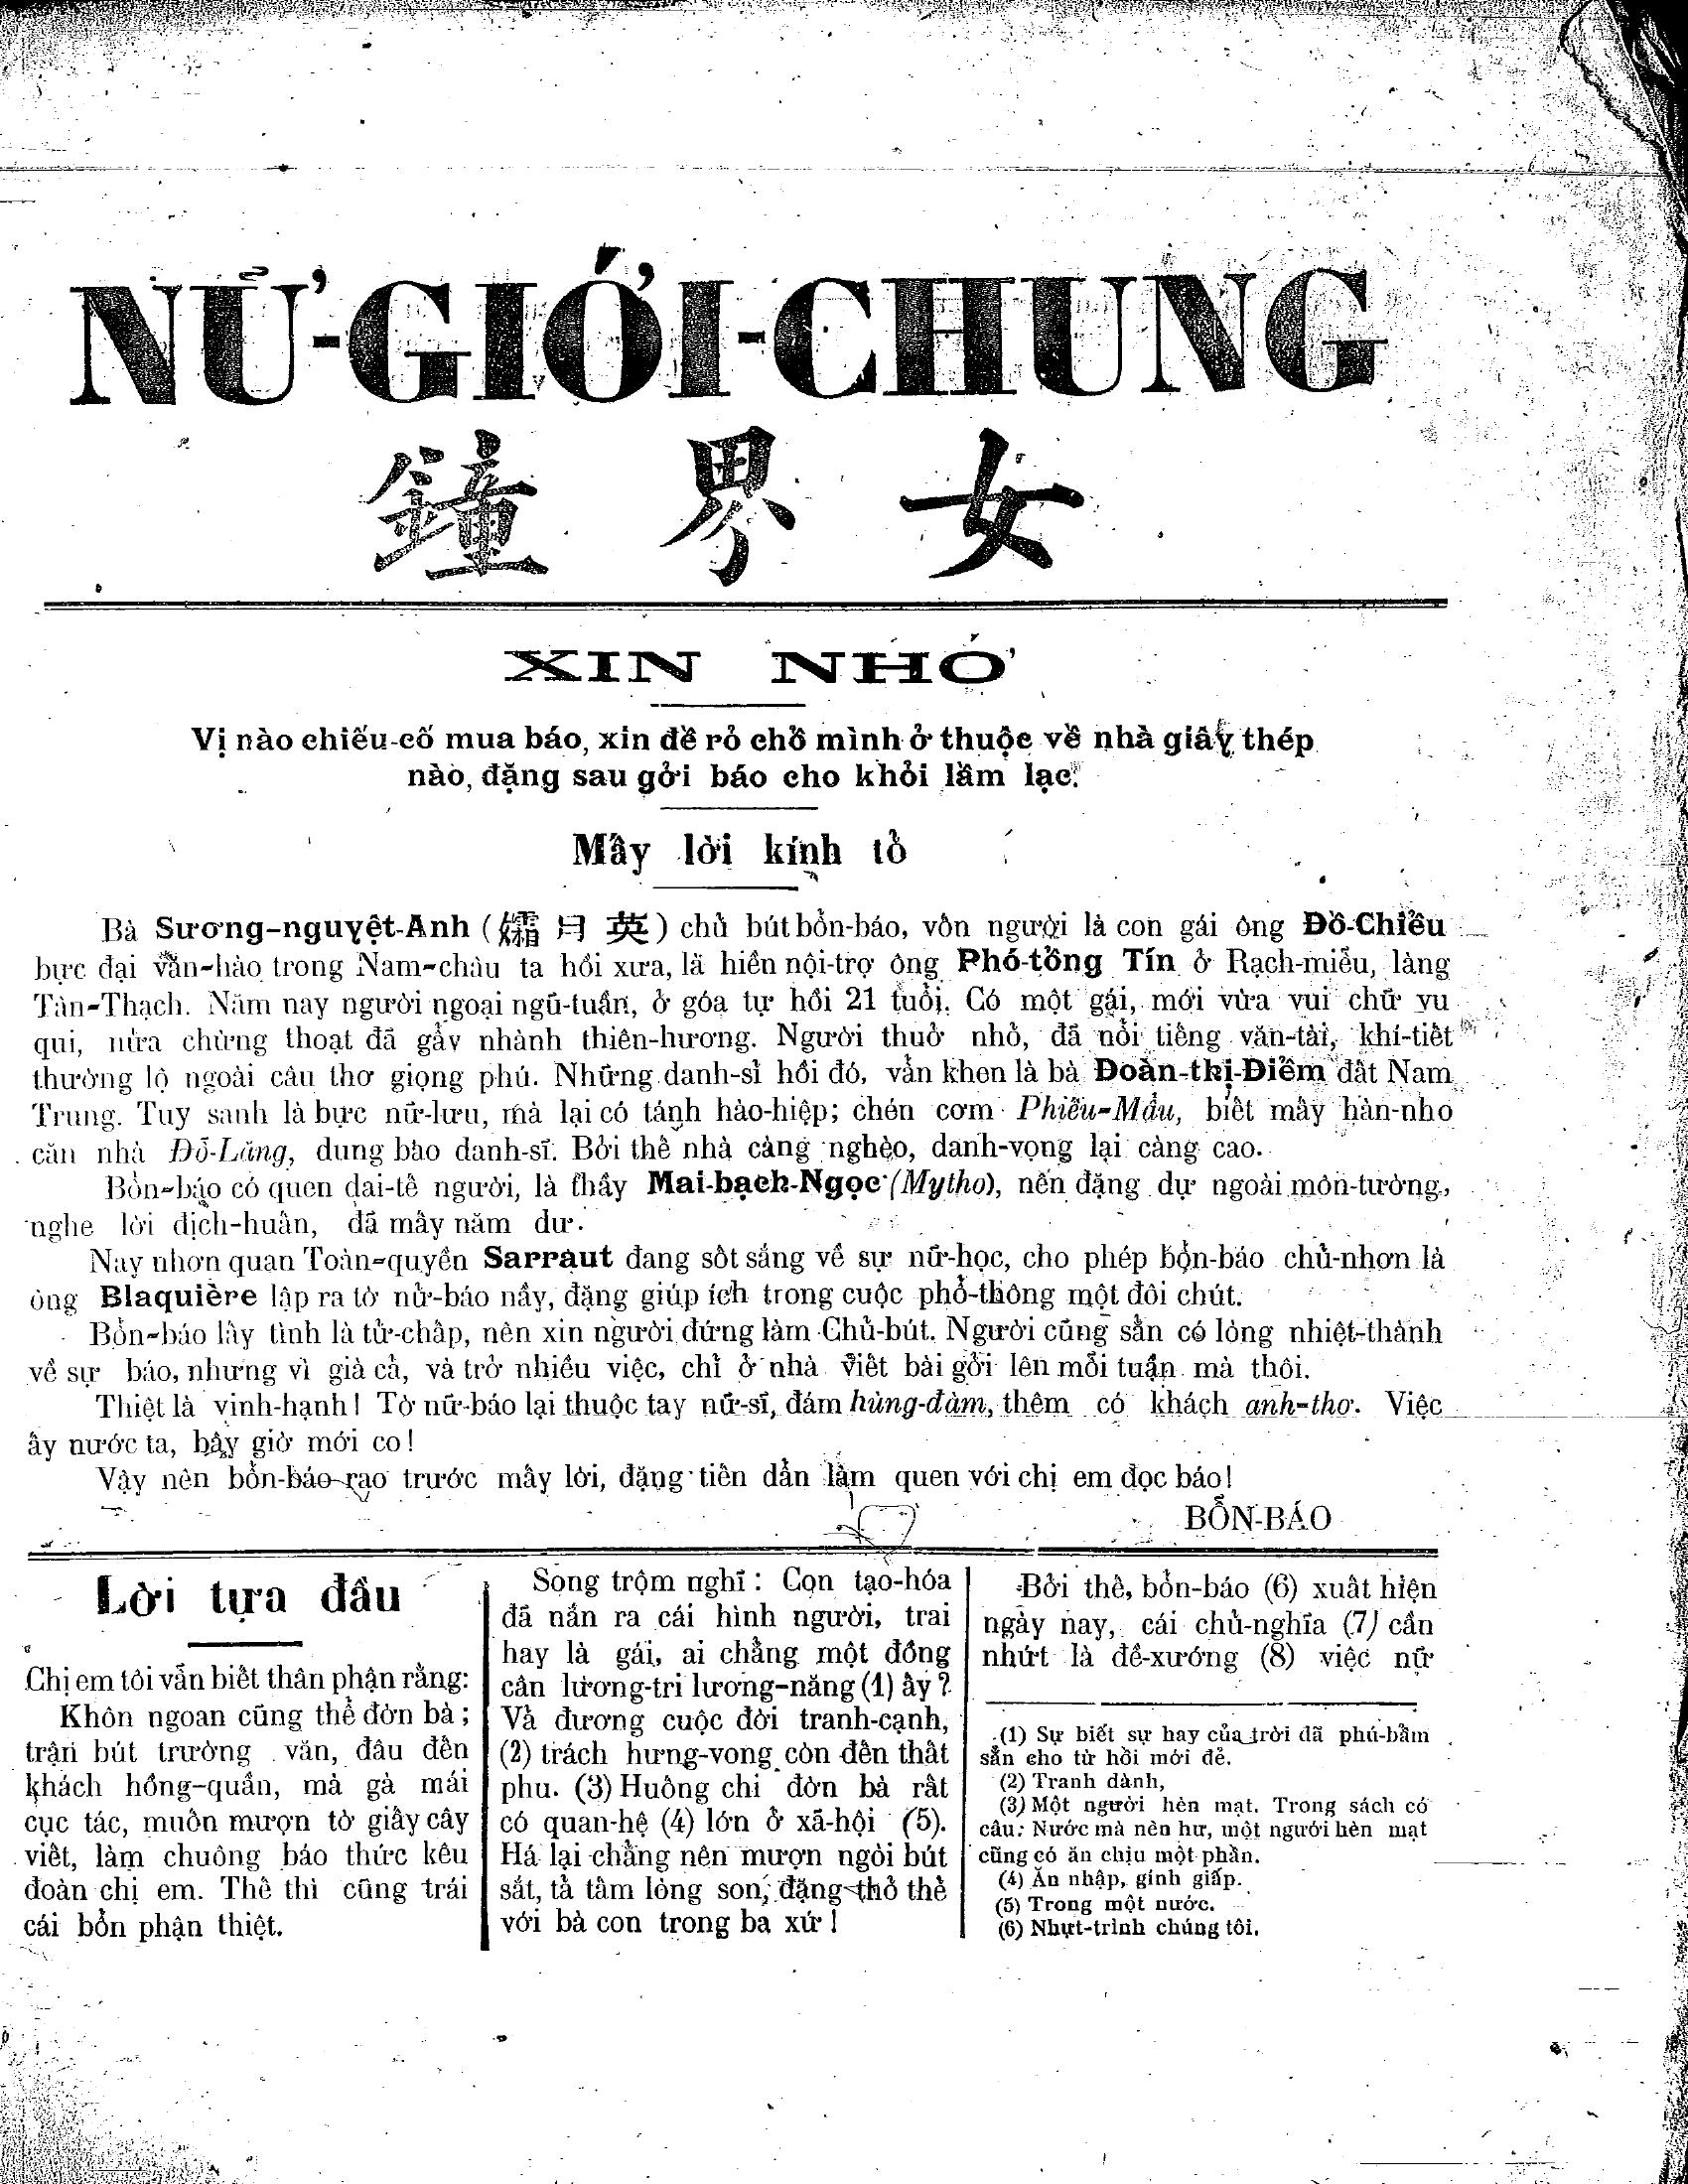 NỮ-GIỚI-CHUNG
鐘 界 女
XIN NHỚ
Vị nào chiếu-cố mua báo, xin đề rỏ chỗ mình ở thuộc về nhà giấy thép
nào, đặng sau gởi báo cho khỏi lầm lạc.
Mấy lời kính tỏ
Bà Sương-nguyệt-Anh (孀 月 英) chủ bút bổn-báo, vốn người là con gái ông Đồ-Chiểu
bực đại văn-hào trong Nam-châu ta hồi xưa, là hiền nội-trợ ông Phó-tổng Tín ở Rạch-miễu, làng
Tân-Thạch. Năm nay người ngoại ngũ-tuần, ở góa tự hồi 21 tuổi. Có một gái, mới vừa vui chữ vu
qui, nửa chừng thoạt đã gẫy nhành thiên-hương. Người thuở nhỏ, đã nổi tiếng văn-tài, khí-tiết
thường lộ ngoài câu thơ giọng phú. Những danh-sĩ hồi đó, vẫn khen là bà Đoàn-thị-Điểm đất Nam
Trung. Tuy sanh là bực nữ-lưu, mà lại có tánh hào-hiệp; chén cơm Phiếu-Mẫu, biết mấy hàn-nho
căn nhà Đỗ-Lăng, dung bao danh-sĩ. Bởi thế nhà càng nghèo, danh-vọng lại càng cao.
Bổn-báo có quen dai-tế người, là thầy Mai-bạch-Ngọc (Mytho), nên đặng dự ngoài môn-tường,
nghe lời địch-huấn, đã mấy năm dư.
Nay nhơn quan Toàn-quyền Sarraut đang sốt sắng về sự nữ-học, cho phép bổn-báo chủ-nhơn là
ông Blaquière lập ra tờ nử-báo nầy, đặng giúp ích trong cuộc phổ-thông một đôi chút.
Bổn-báo lấy tình là tử-chấp, nên xin người đứng làm Chủ-bút. Người cũng sẵn có lòng nhiệt-thành
về sự báo, nhưng vì già cả, và trở nhiều việc, chỉ ở nhà viết bài gởi lên mỗi tuần mà thôi.
Thiệt là vinh-hạnh! Tờ nữ-báo lại thuộc tay nữ-sĩ, đám hùng-đàm, thêm có khách anh-thơ. Việc
ấy nước ta, bây giờ mới co!
Vậy nên bổn-báo rao trước mấy lời, đặng tiên dẫn làm quen với chị em đọc báo!
BỔN-BÁO
Lời tựa đầu
Chị em tôi vẫn biết thân phận rằng:
Khôn ngoan cũng thể đờn bà;
trận bút trường văn, đâu đến
khách hồng-quần, mà gà mái
cục tác, muốn mượn tờ giấy cây
viết, làm chuông báo thức kêu
đoàn chị em. Thế thì cũng trái
cái bổn phận thiệt.
Song trộm nghĩ: Con tạo-hóa
đã nắn ra cái hình người, trai
hay là gái, ai chẳng một đồng
cân lương-tri lương-năng (1) ấy?
Vả đương cuộc đời tranh-cạnh,
(2) trách hưng-vong còn đến thất
phu. (3) Huống chi đờn bà rất
có quan-hệ (4) lớn ở xã-hội (5).
Há lại chẳng nên mượn ngòi bút
sắt, tả tấm lòng son, đặng thỏ thẻ
với bà con trong ba xứ!
Bởi thế, bổn-báo (6) xuất hiện
ngày nay, cái chủ-nghĩa (7) cần
nhứt là đề-xướng (8) việc nữ
(1) Sự biết sự hay của trời đã phú-bẩm
sẵn cho từ hồi mới đẻ.
(2) Tranh dành,
(3) Một người hèn mạt. Trong sách có
câu: Nước mà nên hư, một người hèn mạt
cũng có ăn chịu một phần.
(4) Ăn nhập, gính giấp.
(5) Trong một nước.
(6) Nhựt-trình chúng tôi.